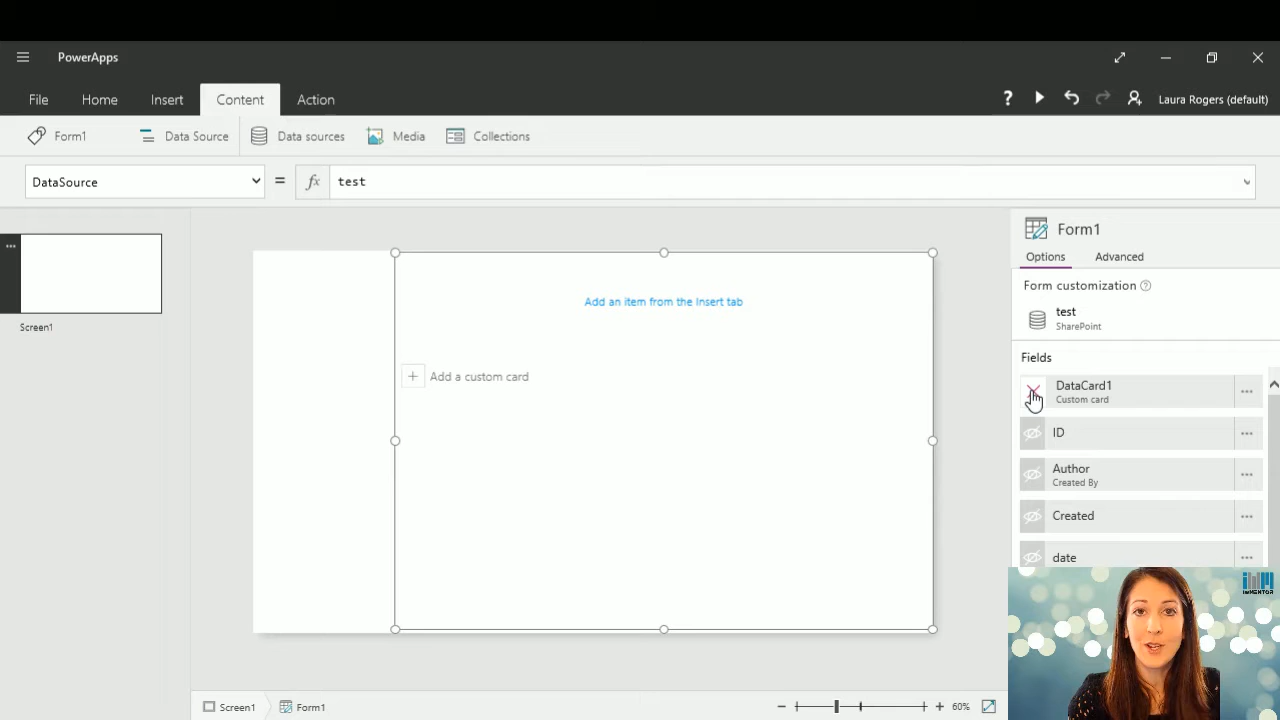 PowerApps
File
Home
Insert
Content
Action
?
Laura Rogers (default)
Form1
Data Source
Data sources
Media
Collections
DataSource
=
fx
test
Form1
Options
Advanced
Form customization ?
test
SharePoint
Fields
DataCard1
Custom card
ID
Author
Created By
Created
date
Add an item from the Insert tab
+ Add a custom card
Screen1
Screen1
Form1
60%
IWMENTOR